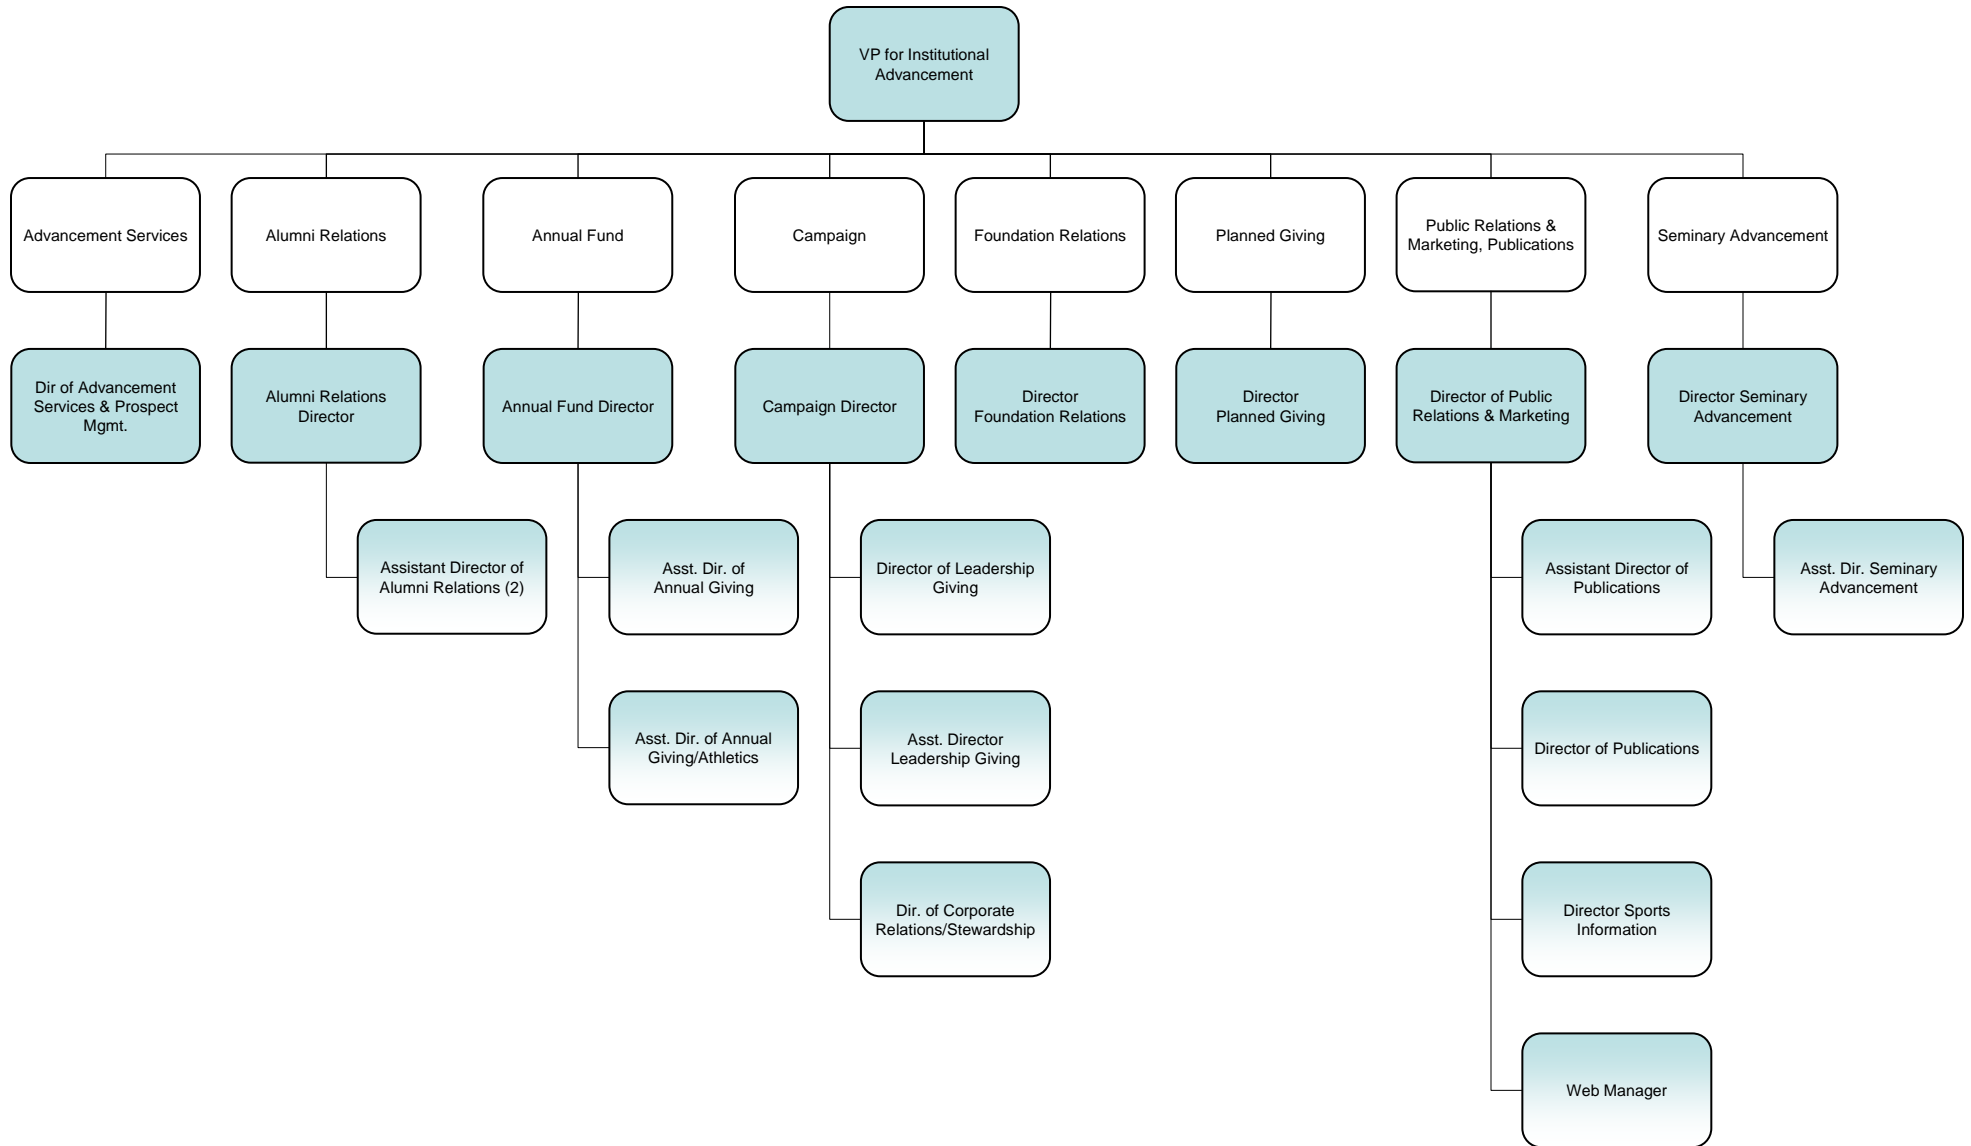 VP for Institutional
Advancement
Advancement Services
Alumni Relations
Annual Fund
Campaign
Foundation Relations
Planned Giving
Public Relations &
Marketing, Publications
Seminary Advancement
Dir of Advancement
Services & Prospect
Mgmt.
Alumni Relations
Director
Annual Fund Director
Campaign Director
Director
Foundation Relations
Director
Planned Giving
Director of Public
Relations & Marketing
Director Seminary
Advancement
Assistant Director of
Alumni Relations (2)
Asst. Dir. of
Annual Giving
Director of Leadership
Giving
Assistant Director of
Publications
Asst. Dir. Seminary
Advancement
Asst. Dir. of Annual
Giving/Athletics
Asst. Director
Leadership Giving
Director of Publications
Dir. of Corporate
Relations/Stewardship
Director Sports
Information
Web Manager